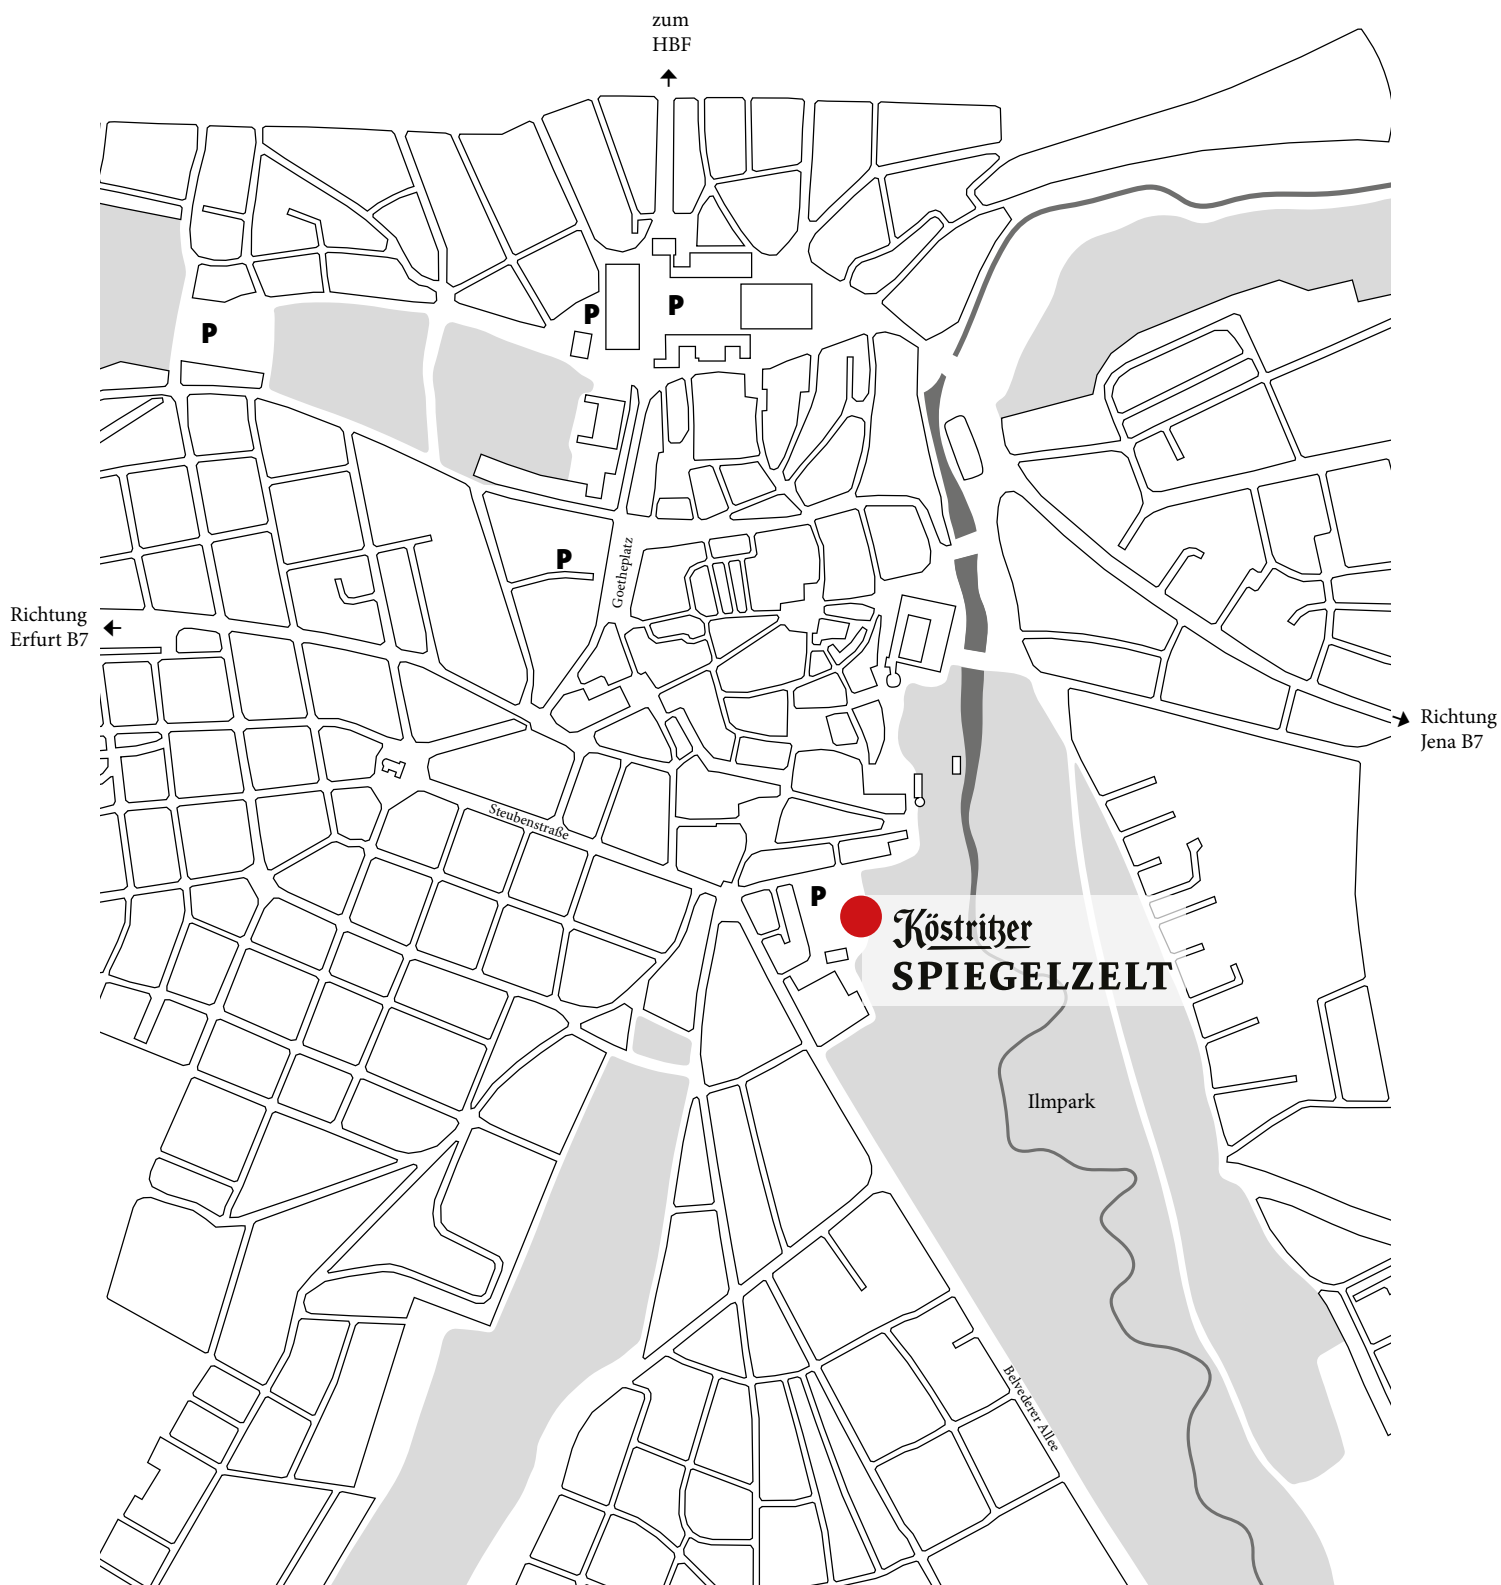 zum
HBF
P
P
P
P
Goetheplatz
Richtung
Erfurt B7
Richtung
Jena B7
Steubenstraße
P
Köstritzer
SPIEGELZELT
Ilmpark
Belvederer Allee